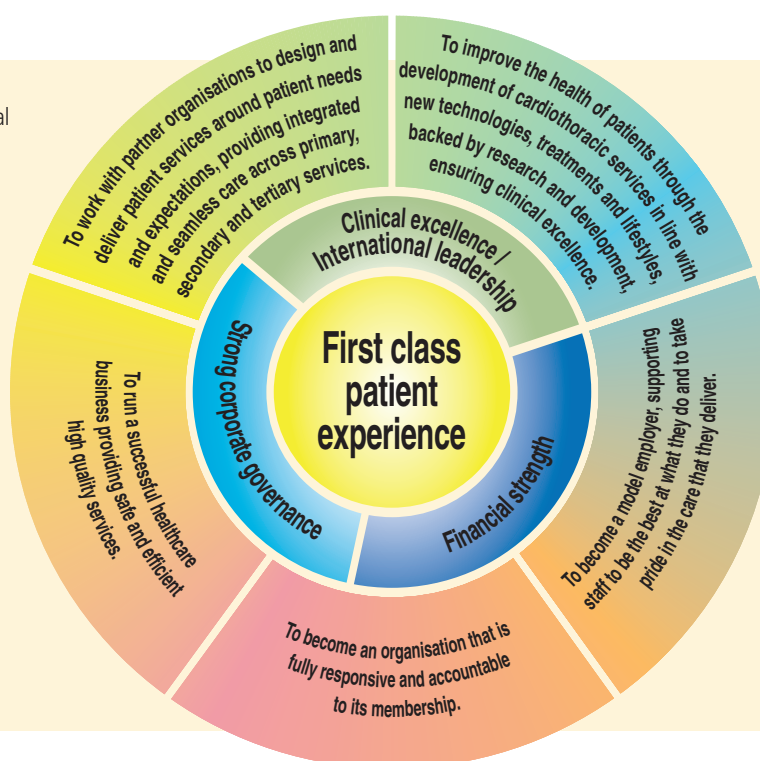 al
To work with partner organisations to design and
deliver patient services around patient needs
and expectations, providing integrated
and seamless care across primary,
secondary and tertiary services.
To improve the health of patients through the
development of cardiothoracic services in line with
new technologies, treatments and lifestyles,
backed by research and development,
ensuring clinical excellence.
Clinical excellence /
International leadership
Strong corporate governance
First class
patient
experience
Financial strength
To run a successful healthcare
business providing safe and efficient
high quality services.
To become a model employer, supporting
staff to be the best at what they do and to take
pride in the care that they deliver.
To become an organisation that is
fully responsive and accountable
to its membership.